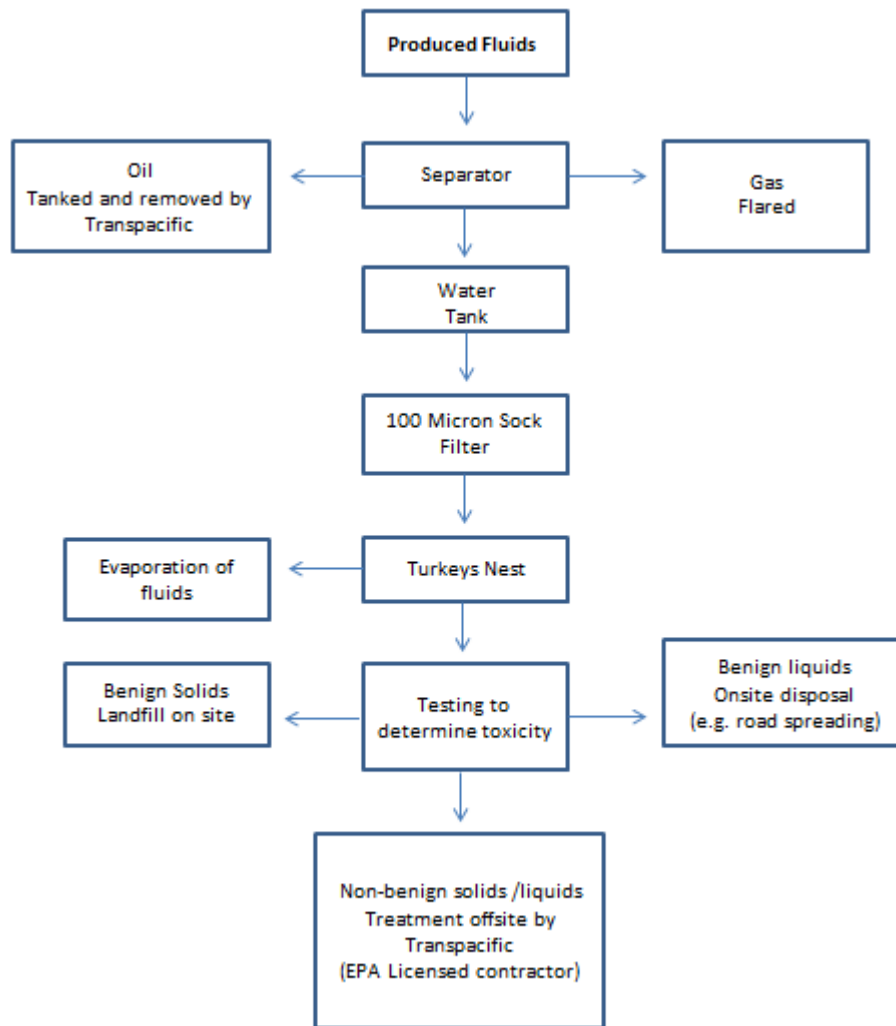 Produced Fluids
Oil
Tanked and removed by
Transpacific
Separator
Gas
Flared
Water
Tank
100 Micron Sock
Filter
Evaporation of
fluids
Turkeys Nest
Benign Solids
Landfill on site
Testing to
determine toxicity
Benign liquids
Onsite disposal
(e.g. road spreading)
Non-benign solids /liquids
Treatment offsite by
Transpacific
(EPA Licensed contractor)